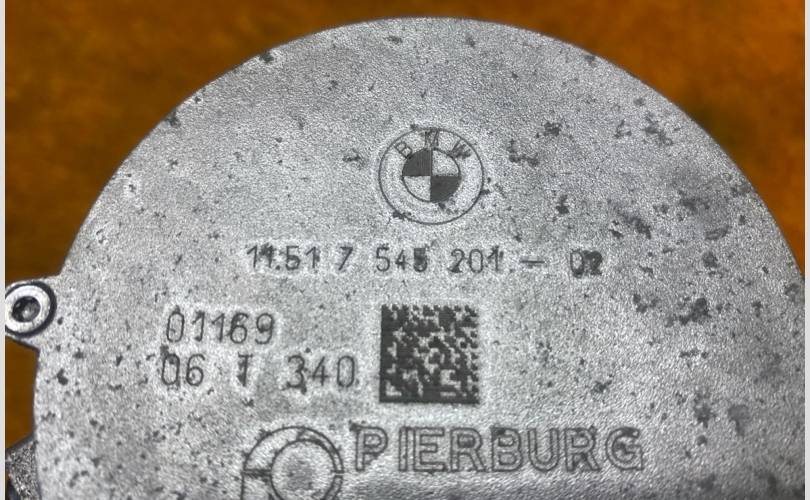 BMW
11.51 7 545 201.- 02
01169
06 T 340
PIERBURG